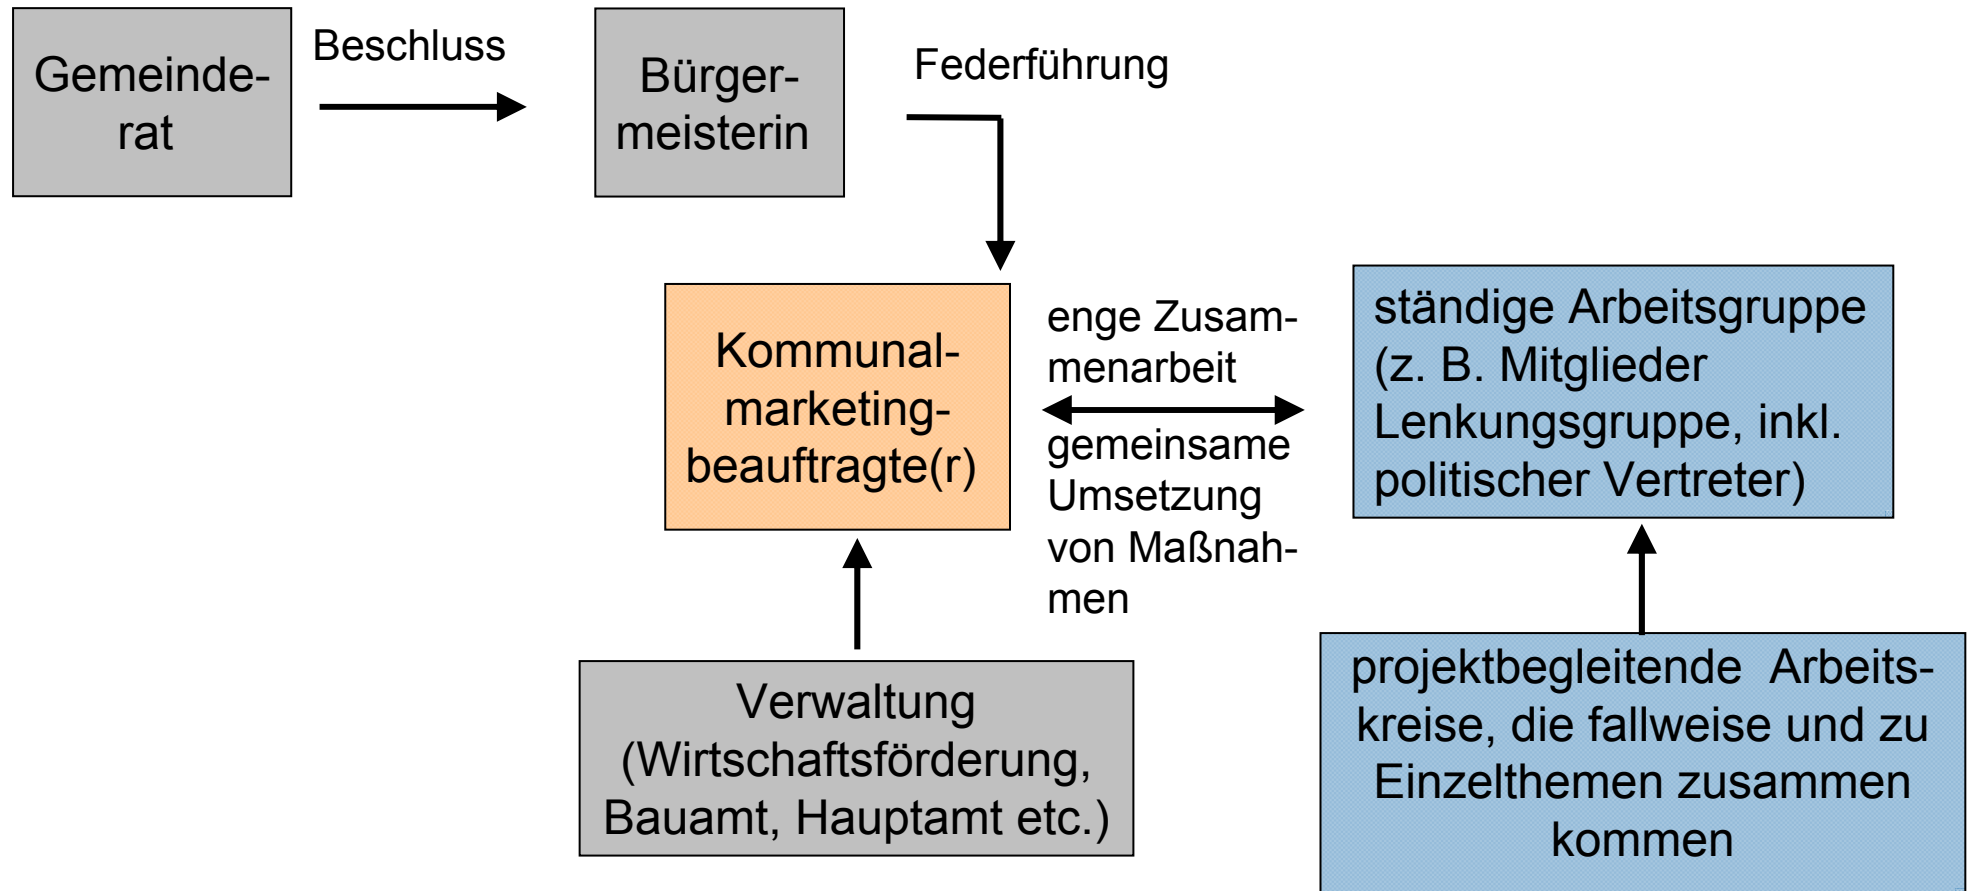 Gemeinde-
rat
Beschluss
Bürger-
meisterin
Federführung
Kommunal-
marketing-
beauftragte(r)
enge Zusam-
menarbeit
gemeinsame
Umsetzung
von Maßnah-
men
ständige Arbeitsgruppe
(z. B. Mitglieder
Lenkungsgruppe, inkl.
politischer Vertreter)
Verwaltung
(Wirtschaftsförderung,
Bauamt, Hauptamt etc.)
projektbegleitende Arbeits-
kreise, die fallweise und zu
Einzelthemen zusammen
kommen